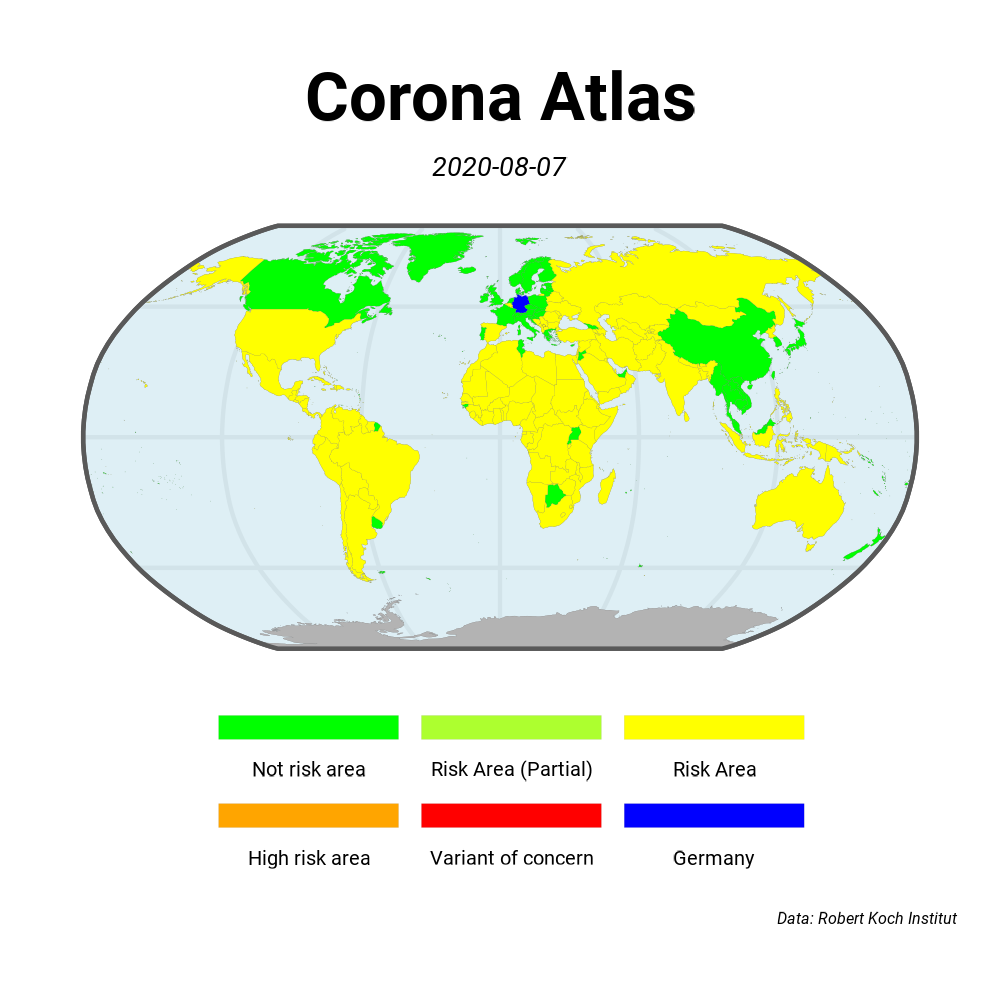 Corona Atlas
2020-08-07
Not risk area
Risk Area (Partial)
Risk Area
High risk area
Variant of concern
Germany
Data: Robert Koch Institut